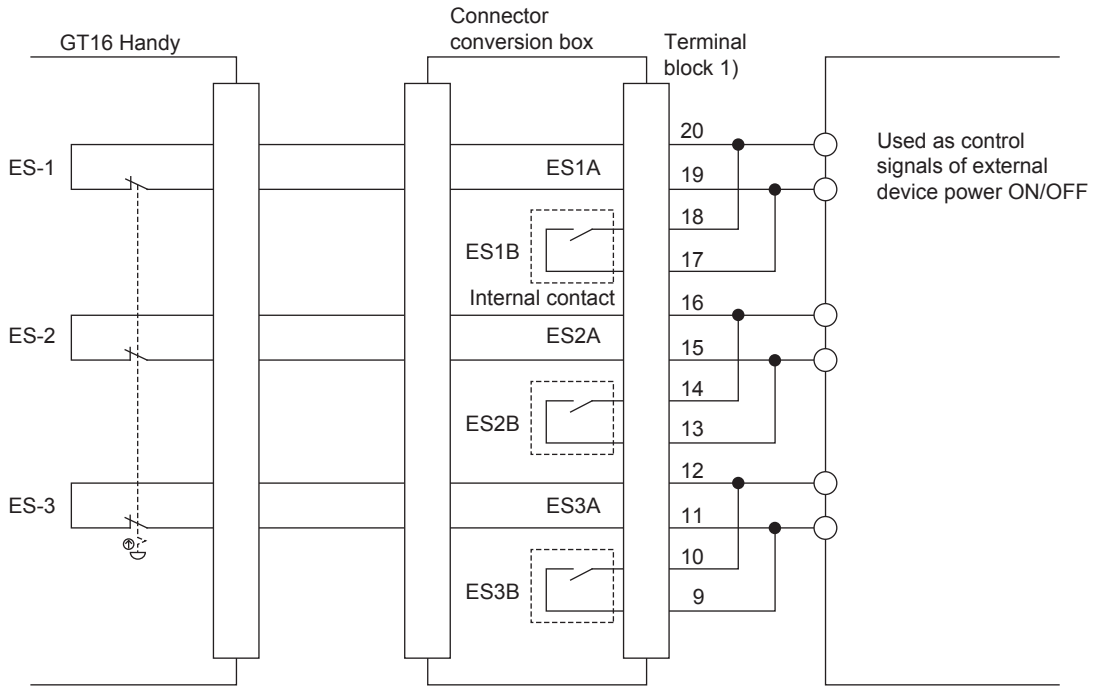 GT16 Handy
Connector
conversion box
Terminal
block 1)
ES-1
ES1A
20
19
18
17
ES1B
Internal contact
Used as control
signals of external
device power ON/OFF
ES-2
ES2A
16
15
14
13
ES2B
ES-3
ES3A
12
11
10
9
ES3B